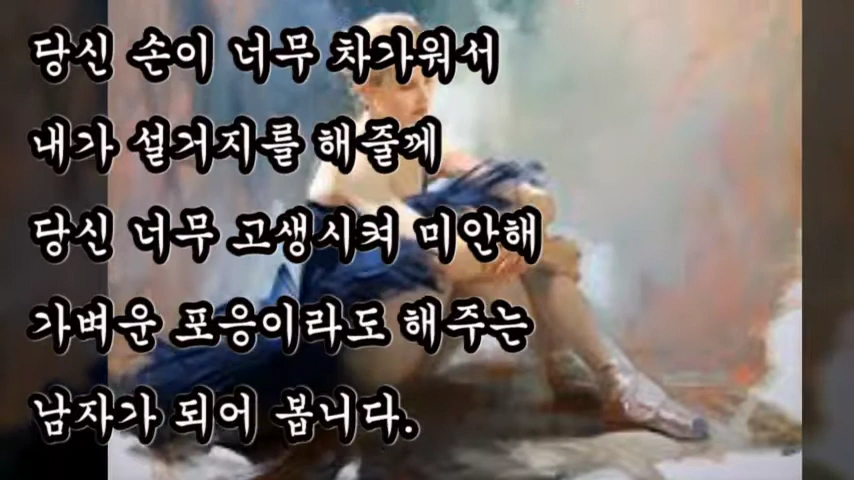 당신 손이 너무 차가워서
내가 설거지를 해줄께
당신 너무 고생시켜 미안해
가벼운 포응이라도 해주는
남자가 되어 봅니다.